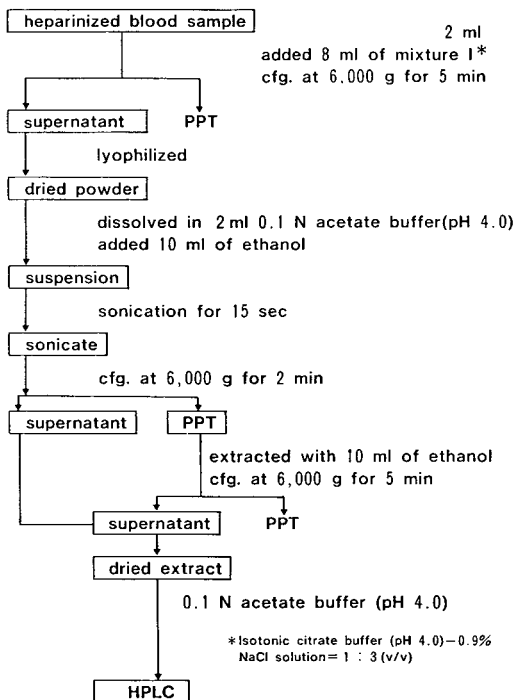 heparinized blood sample
2 ml
added 8 ml of mixture I*
cfg. at 6,000 g for 5 min
supernatant PPT
lyophilized
dried powder
dissolved in 2ml 0.1 N acetate buffer(pH 4.0)
added 10 ml of ethanol
suspension
sonication for 15 sec
sonicate
cfg. at 6,000 g for 2 min
supernatant PPT
extracted with 10 ml of ethanol
cfg. at 6,000 g for 5 min
supernatant PPT
dried extract
0.1 N acetate buffer (pH 4.0)
*Isotonic citrate buffer (pH 4.0)−0.9%
NaCl solution= 1 : 3 (v/v)
HPLC